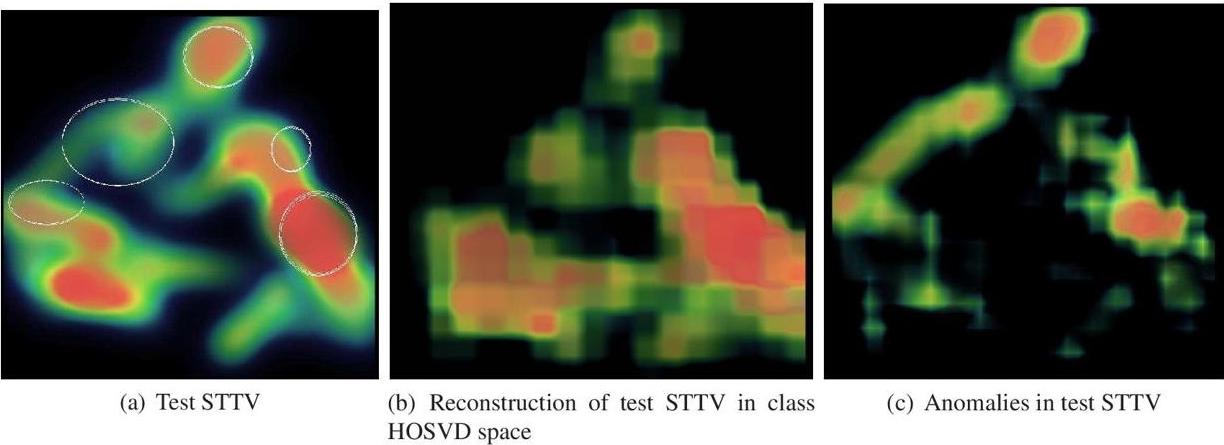 (a) Test STTV
(b) Reconstruction of test STTV in class
HOSVD space
(c) Anomalies in test STTV